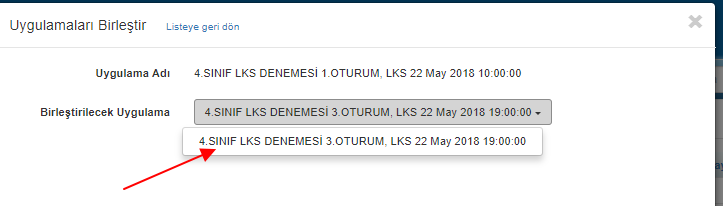 Uygulamaları Birleştir Listeye geri dön
Uygulama Adı 4.SINIF LKS DENEMESİ 1.OTURUM, LKS 22 May 2018 10:00:00
Birleştirilecek Uygulama 4.SINIF LKS DENEMESİ 3.OTURUM, LKS 22 May 2018 19:00:00
4.SINIF LKS DENEMESİ 3.OTURUM, LKS 22 May 2018 19:00:00